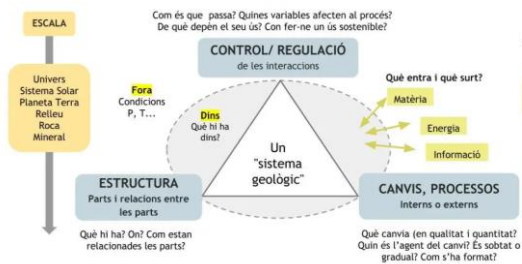 ESCALA
Univers
Sistema Solar
Planeta Terra
Relleu
Roca
Mineral
Com és que passa? Quines variables afecten al procés?
De què depèn el seu ús? Con fer-ne un ús sostenible?
CONTROL/ REGULACIÓ
de les interaccions
Fora
Condicions
P, T...
Dins
Què hi ha
dins?
Un
"sistema
geològic"
Què entra i què surt?
Matèria
Energia
Informació
ESTRUCTURA
Parts i relacions entre
les parts
Què hi ha? On? Com estan
relacionades les parts?
CANVIS, PROCESSOS
Interns o externs
Què canvia (en qualitat i quantitat?
Quin és l'agent del canvi? És sobtat o
gradual? Com s'ha format?